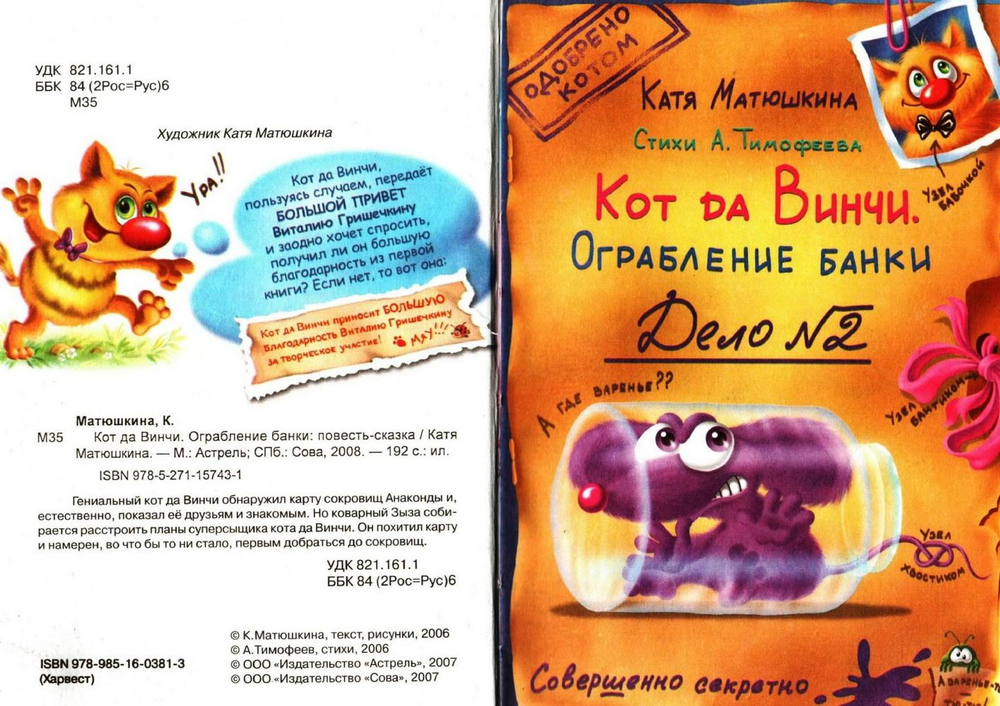 УДК 821.161.1
ББК 84 (2Рос=Рус)6
М35
Художник Катя Матюшкина
Ура!!
Кот да Винчи,
пользуясь случаем, передаёт
БОЛЬШОЙ ПРИВЕТ
Виталию Гришечкину
и заодно хочет спросить,
получил ли он большую
благодарность из первой
книги? Если нет, то вот она:
Кот да Винчи приносит БОЛЬШУЮ
благодарность Виталию Гришечкину
за творческое участие! МЯУ!!!
Матюшкина, К.
М35 Кот да Винчи. Ограбление банки: повесть-сказка / Катя
Матюшкина. — М.: Астрель; СПб.: Сова, 2008. — 192 с.: ил.
ISBN 978-5-271-15743-1
Гениальный кот да Винчи обнаружил карту сокровищ Анаконды и,
естественно, показал её друзьям и знакомым. Но коварный Зыза соби-
рается расстроить планы суперсыщика кота да Винчи. Он похитил карту
и намерен, во что бы то ни стало, первым добраться до сокровищ.
УДК 821.161.1
ББК 84 (2Рос=Рус)6
© К.Матюшкина, текст, рисунки, 2006
© А.Тимофеев, стихи, 2006
© ООО «Издательство «Астрель», 2007
© ООО «Издательство «Сова», 2007
ISBN 978-985-16-0381-3
(Харвест)
ОДОБРЕНО
КОТОМ
Катя Матюшкина
Стихи А. Тимофеева
Узел
бабочкой
Кот да Винчи.
Ограбление банки
Дело №2
А где варенье??
Узел
бантиком
Узел
хвостиком
Совершенно секретно
А варенье-то